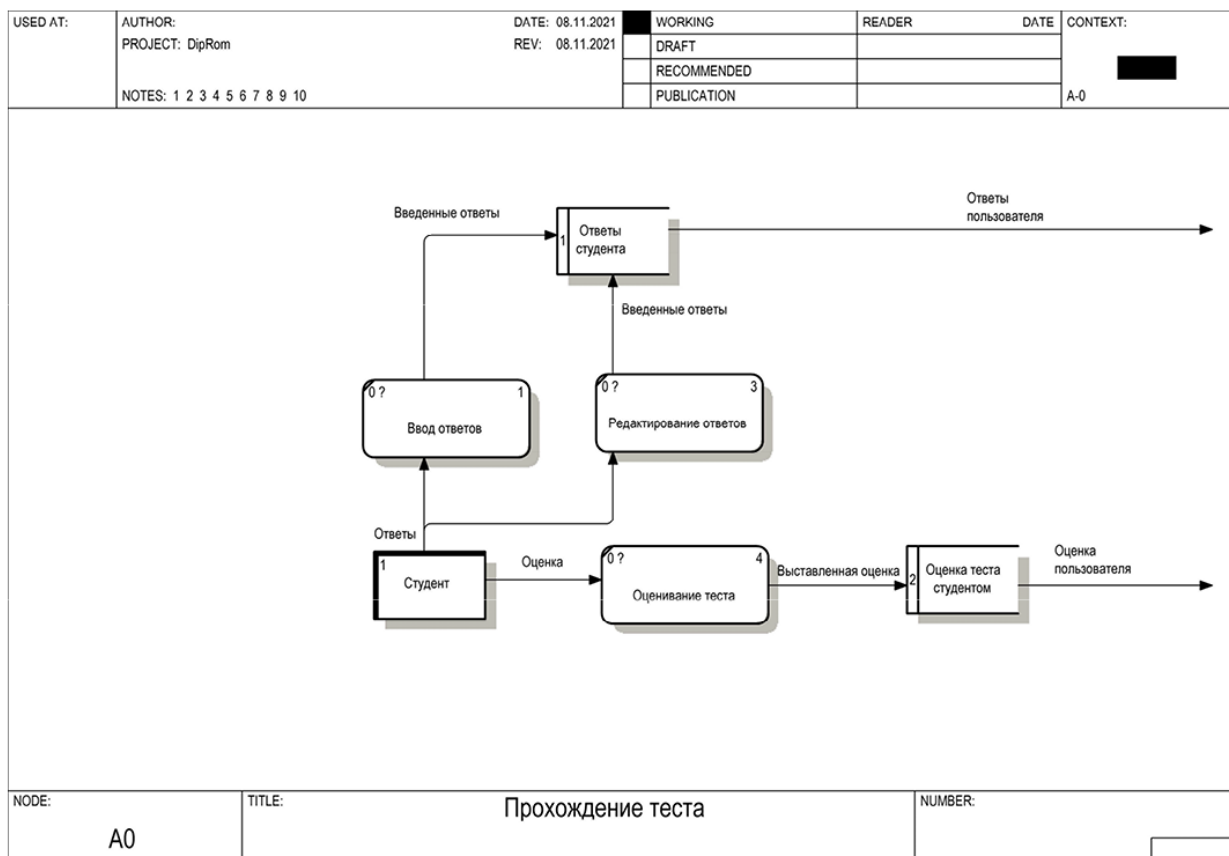 USED AT:
AUTHOR:
DATE: 08.11.2021
WORKING
READER
DATE
CONTEXT:
PROJECT: DipRom
REV: 08.11.2021
DRAFT
RECOMMENDED
NOTES: 1 2 3 4 5 6 7 8 9 10
PUBLICATION
A-0
Ответы
пользователя
Введенные ответы
1
Ответы
студента
Введенные ответы
0 ?
1
Ввод ответов
0 ?
3
Редактирование ответов
Ответы
1
Студент
Оценка
0 ?
4
Оценивание теста
Выставленная оценка
2
Оценка теста
студентом
Оценка
пользователя
NODE:
A0
TITLE:
Прохождение теста
NUMBER: